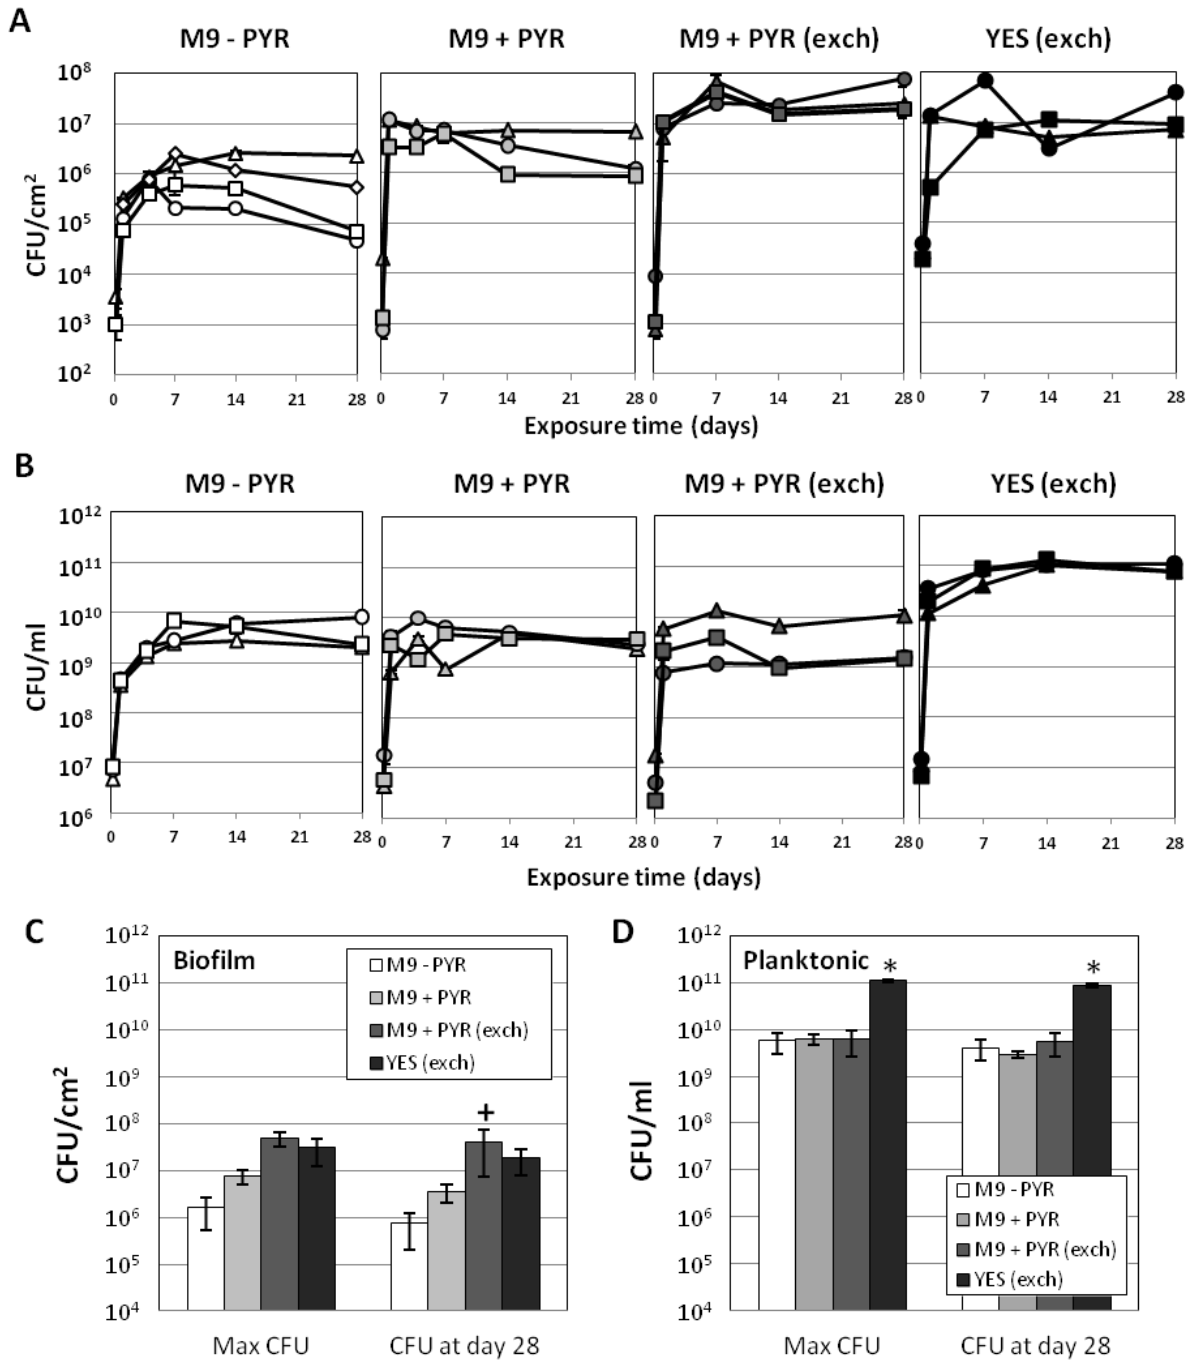 A
M9 - PYR M9 + PYR M9 + PYR (exch) YES (exch)
CFU/cm²
10⁸
10⁷
10⁶
10⁵
10⁴
10³
10²
0 7 14 21 28 0 7 14 21 28 0 7 14 21 28 0 7 14 21 28
Exposure time (days)
B
M9 - PYR M9 + PYR M9 + PYR (exch) YES (exch)
CFU/ml
10¹²
10¹¹
10¹⁰
10⁹
10⁸
10⁷
10⁶
0 7 14 21 28 0 7 14 21 28 0 7 14 21 28 0 7 14 21 28
Exposure time (days)
C
Biofilm
CFU/cm²
10¹²
10¹¹
10¹⁰
10⁹
10⁸
10⁷
10⁶
10⁵
10⁴
M9 - PYR
M9 + PYR
M9 + PYR (exch)
YES (exch)
+
Max CFU CFU at day 28
D
Planktonic
CFU/ml
10¹²
10¹¹
10¹⁰
10⁹
10⁸
10⁷
10⁶
10⁵
10⁴
* *
M9 - PYR
M9 + PYR
M9 + PYR (exch)
YES (exch)
Max CFU CFU at day 28